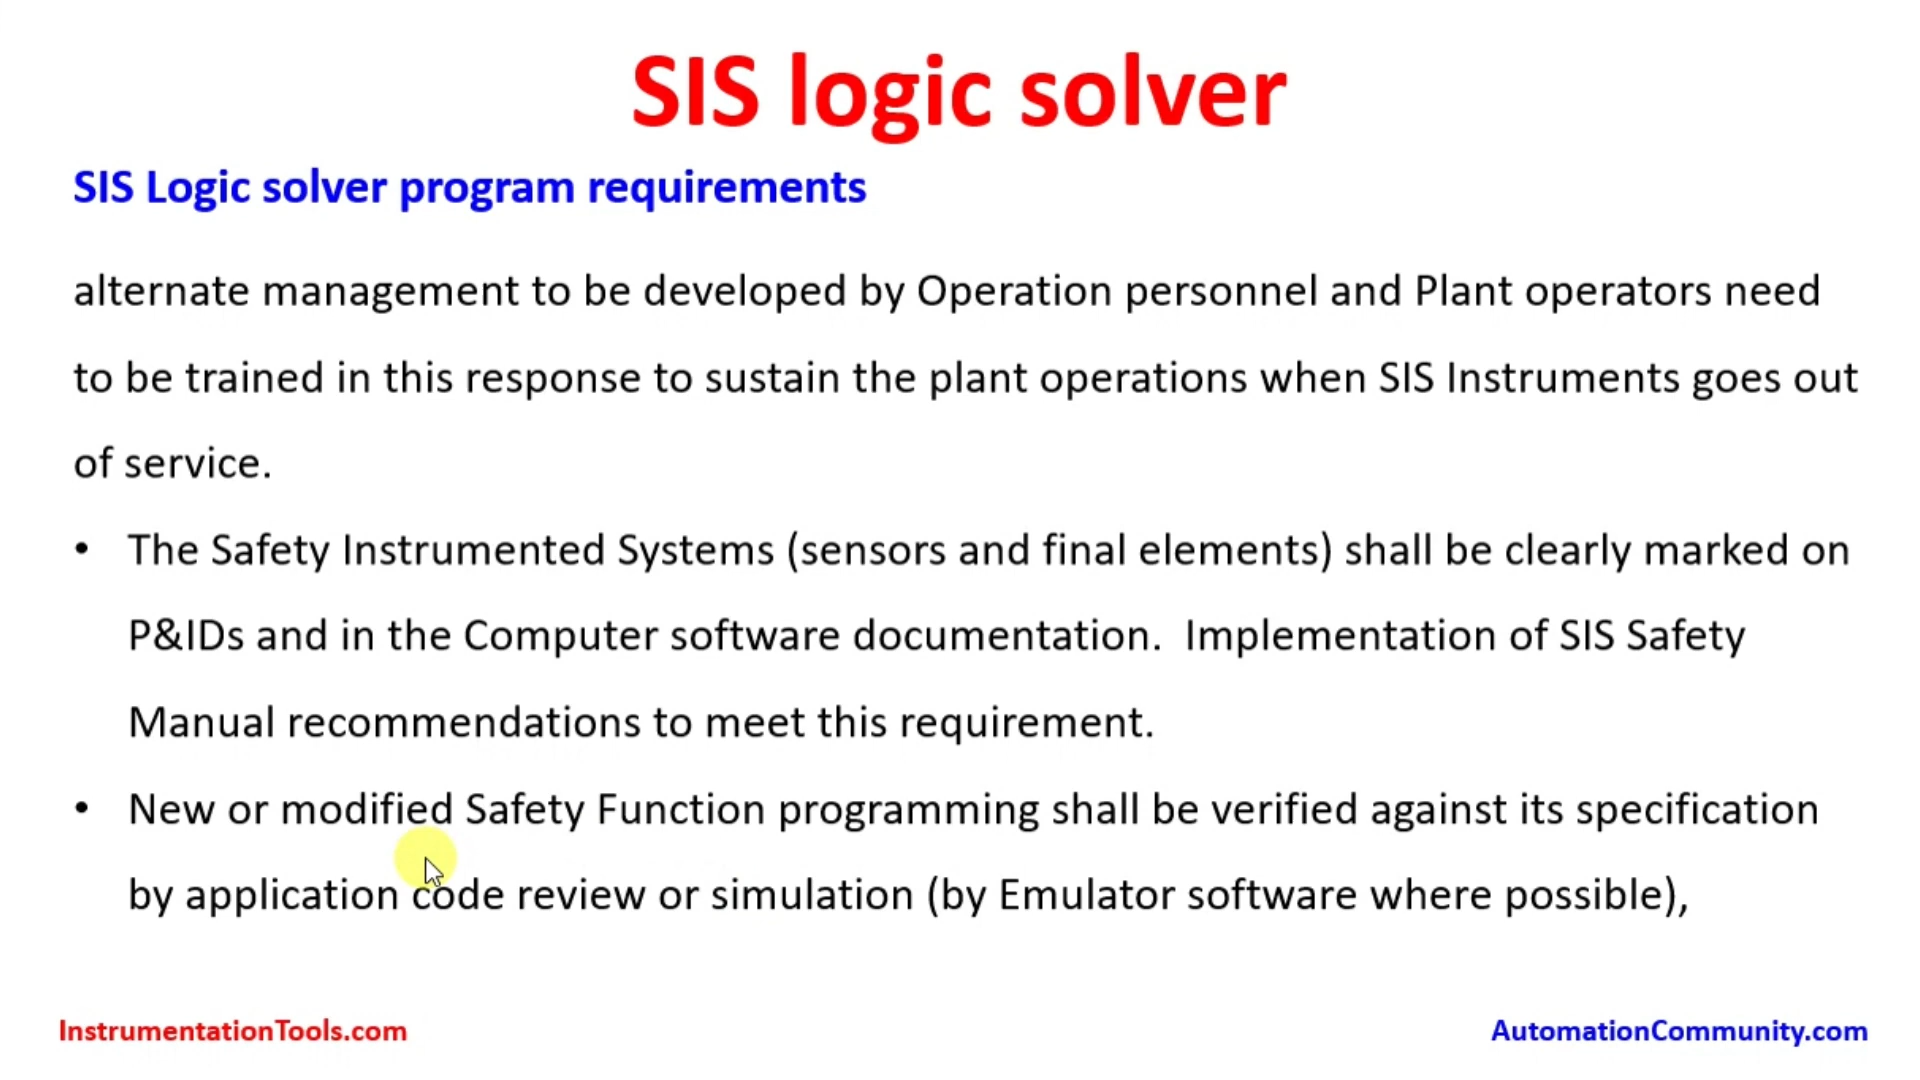 SIS logic solver
SIS Logic solver program requirements
alternate management to be developed by Operation personnel and Plant operators need
to be trained in this response to sustain the plant operations when SIS Instruments goes out
of service.
• The Safety Instrumented Systems (sensors and final elements) shall be clearly marked on
P&IDs and in the Computer software documentation.  Implementation of SIS Safety
Manual recommendations to meet this requirement.
• New or modified Safety Function programming shall be verified against its specification
by application code review or simulation (by Emulator software where possible),
InstrumentationTools.com
AutomationCommunity.com